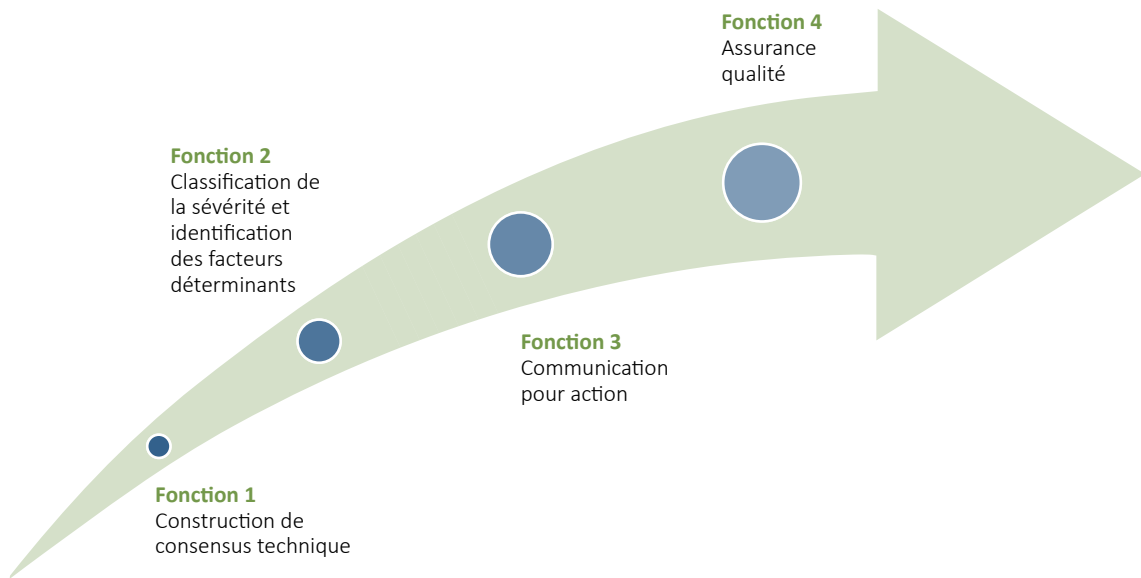 Fonction 4
Assurance
qualité
Fonction 2
Classification de
la sévérité et
identification
des facteurs
déterminants
Fonction 3
Communication
pour action
Fonction 1
Construction de
consensus technique